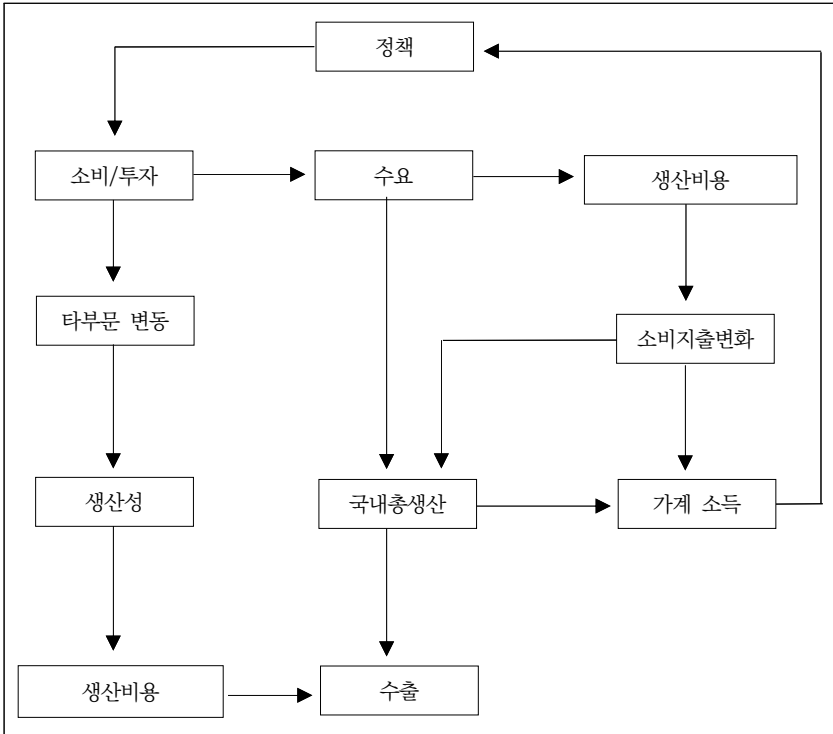 정책
소비/투자
수요
생산비용
타부문 변동
소비지출변화
생산성
국내총생산
가계 소득
생산비용
수출